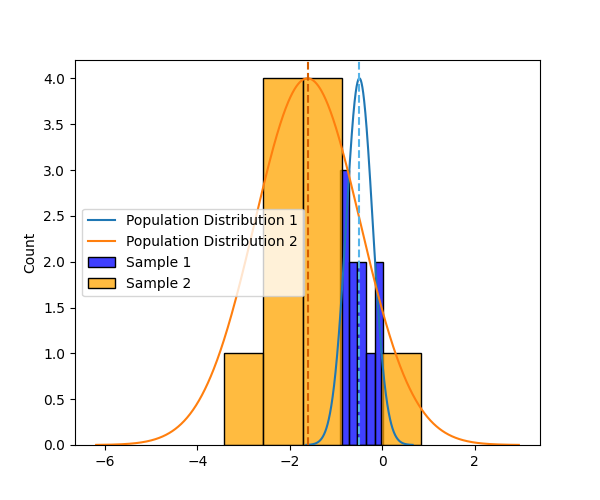 4.0
3.5
3.0
2.5
2.0
1.5
1.0
0.5
0.0
Count
Population Distribution 1
Population Distribution 2
Sample 1
Sample 2
−6 −4 −2 0 2